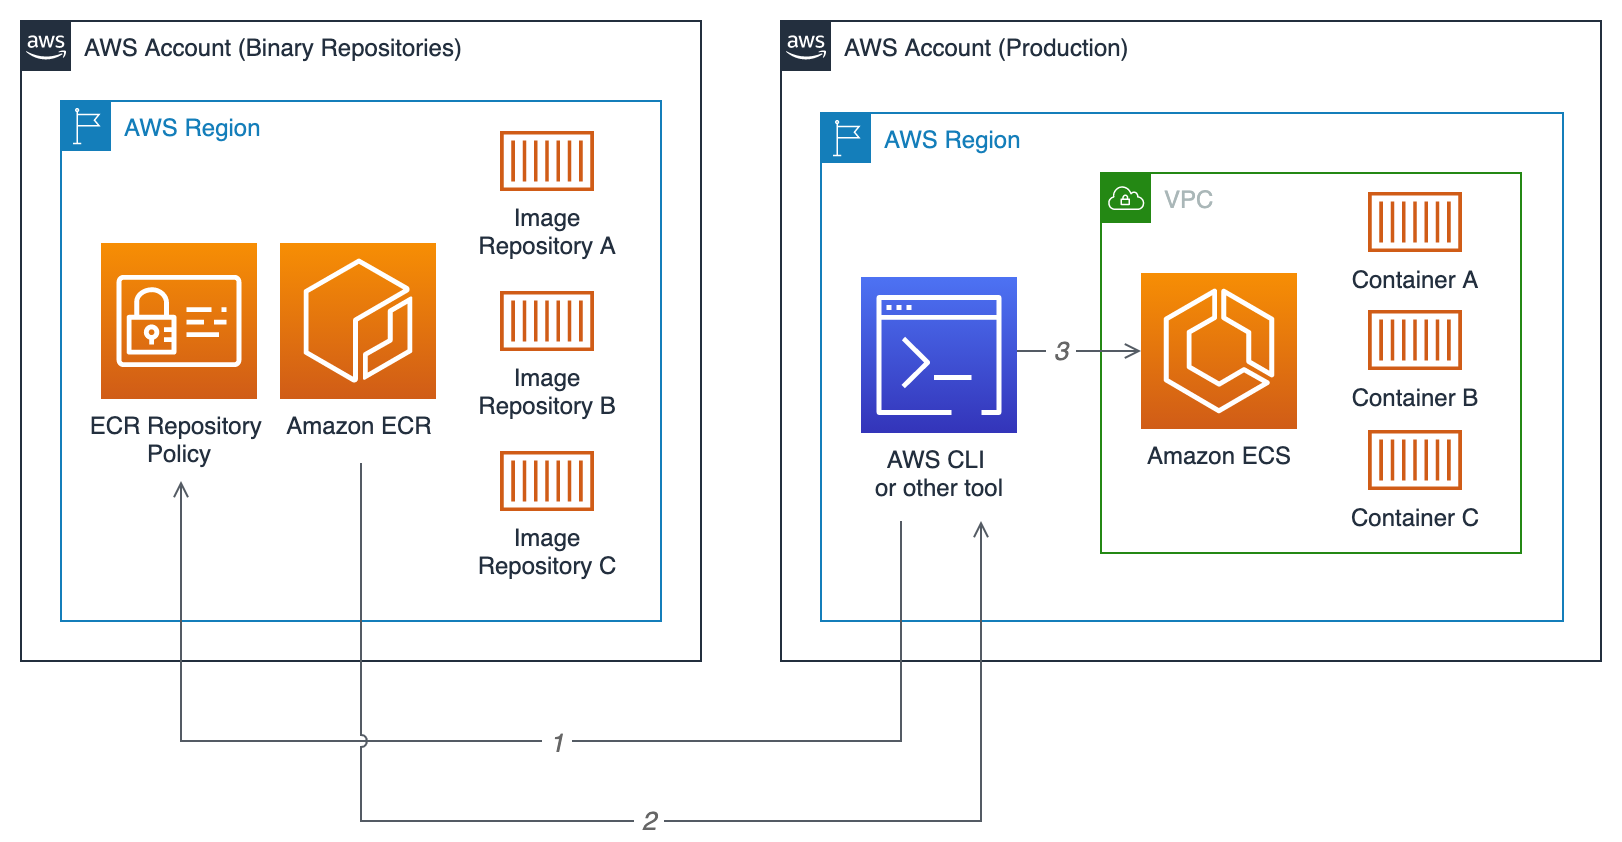 aws
AWS Account (Binary Repositories)
AWS Region
Image
Repository A
Image
Repository B
Image
Repository C
ECR Repository
Policy
Amazon ECR
aws
AWS Account (Production)
AWS Region
VPC
AWS CLI
or other tool
3
Amazon ECS
Container A
Container B
Container C
1
2